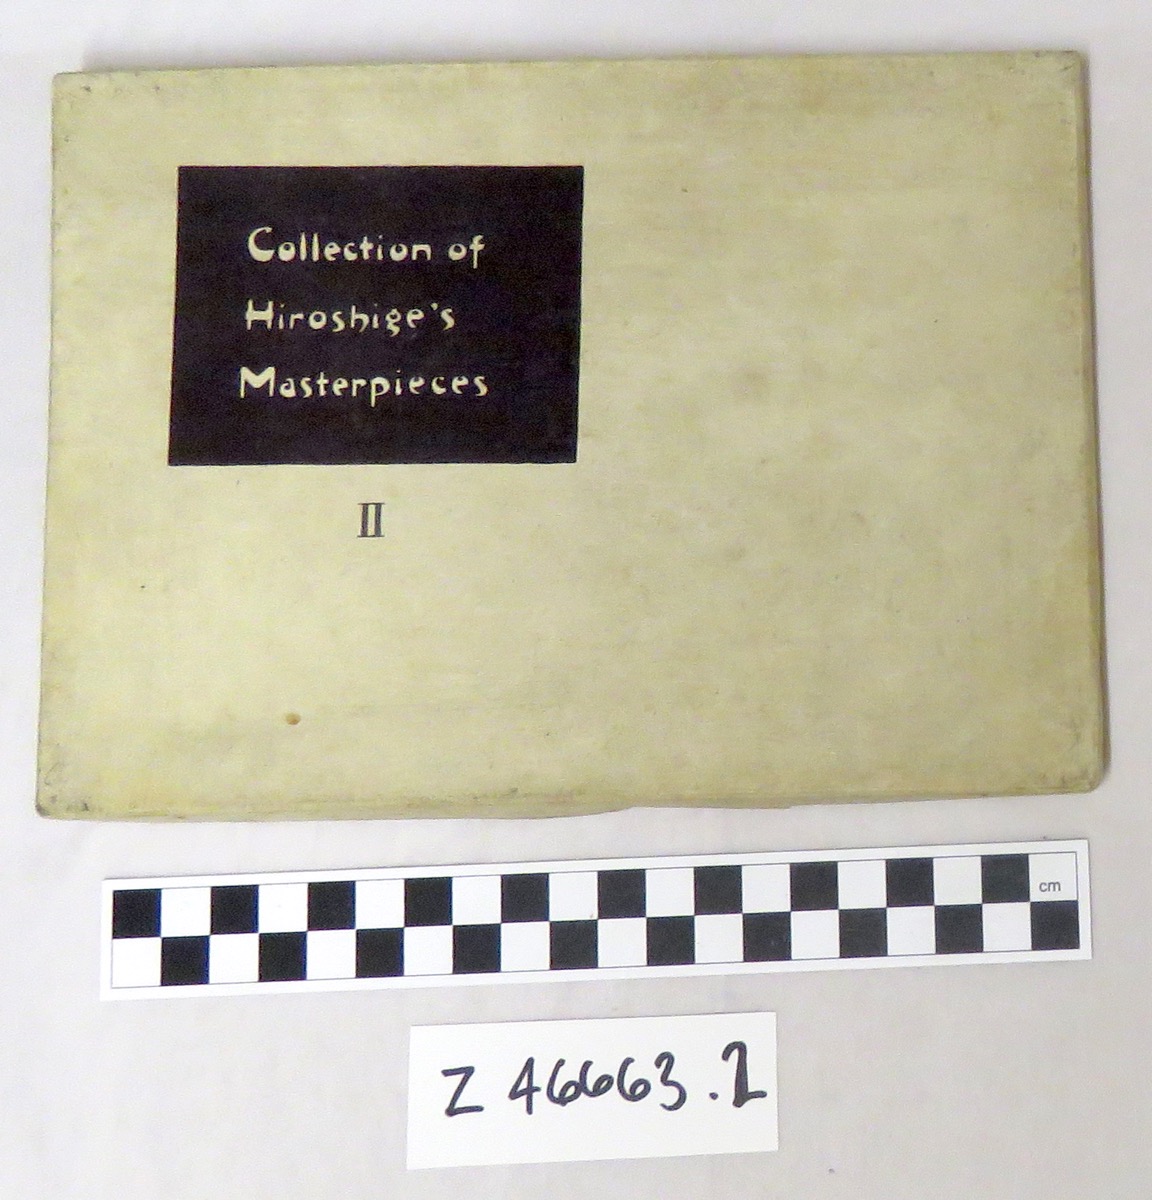 Collection of
Hiroshige's
Masterpieces
II
cm
Z 46663.2